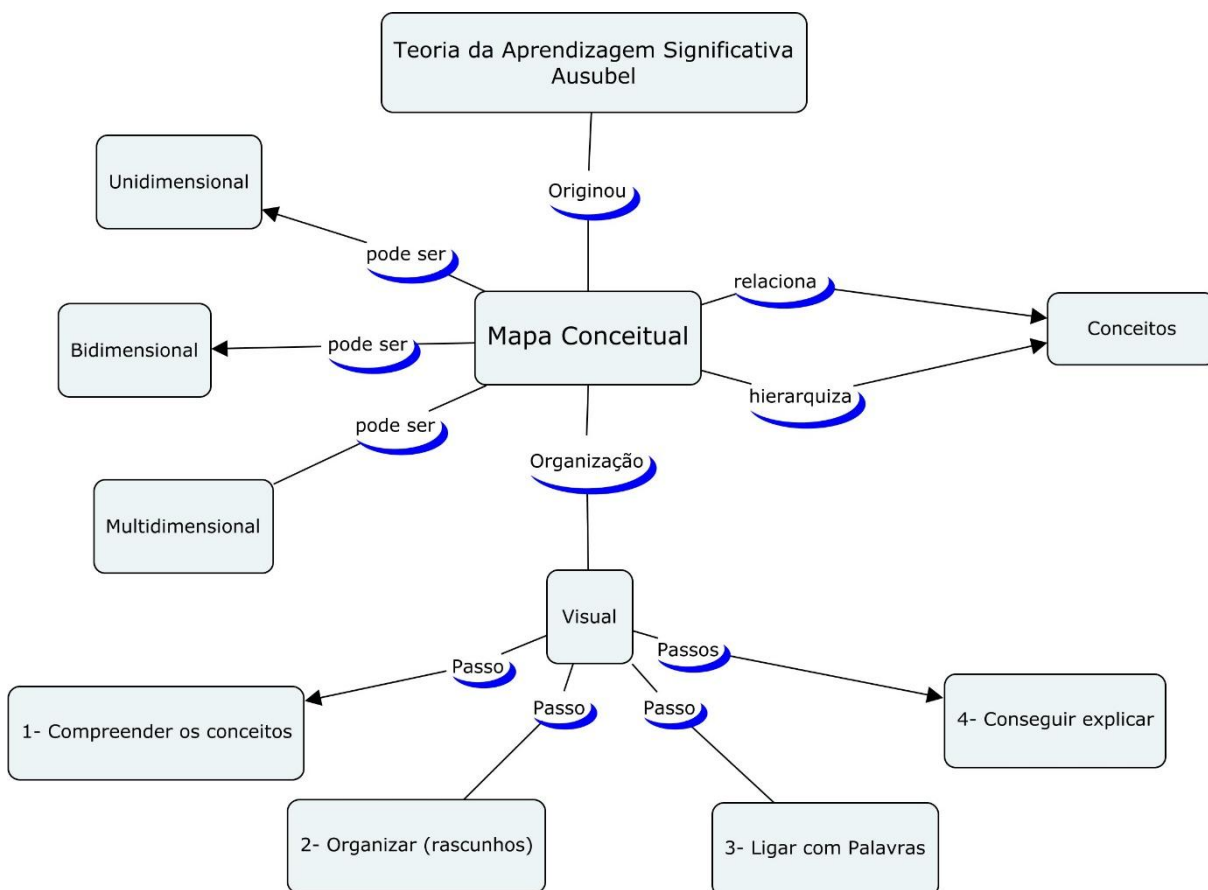 Teoria da Aprendizagem Significativa
Ausubel
Originou
Unidimensional
pode ser
relaciona
Conceitos
Mapa Conceitual
Bidimensional
pode ser
hierarquiza
pode ser
Organização
Multidimensional
Visual
Passo
Passos
Passo
Passo
1- Compreender os conceitos
4- Conseguir explicar
2- Organizar (rascunhos)
3- Ligar com Palavras